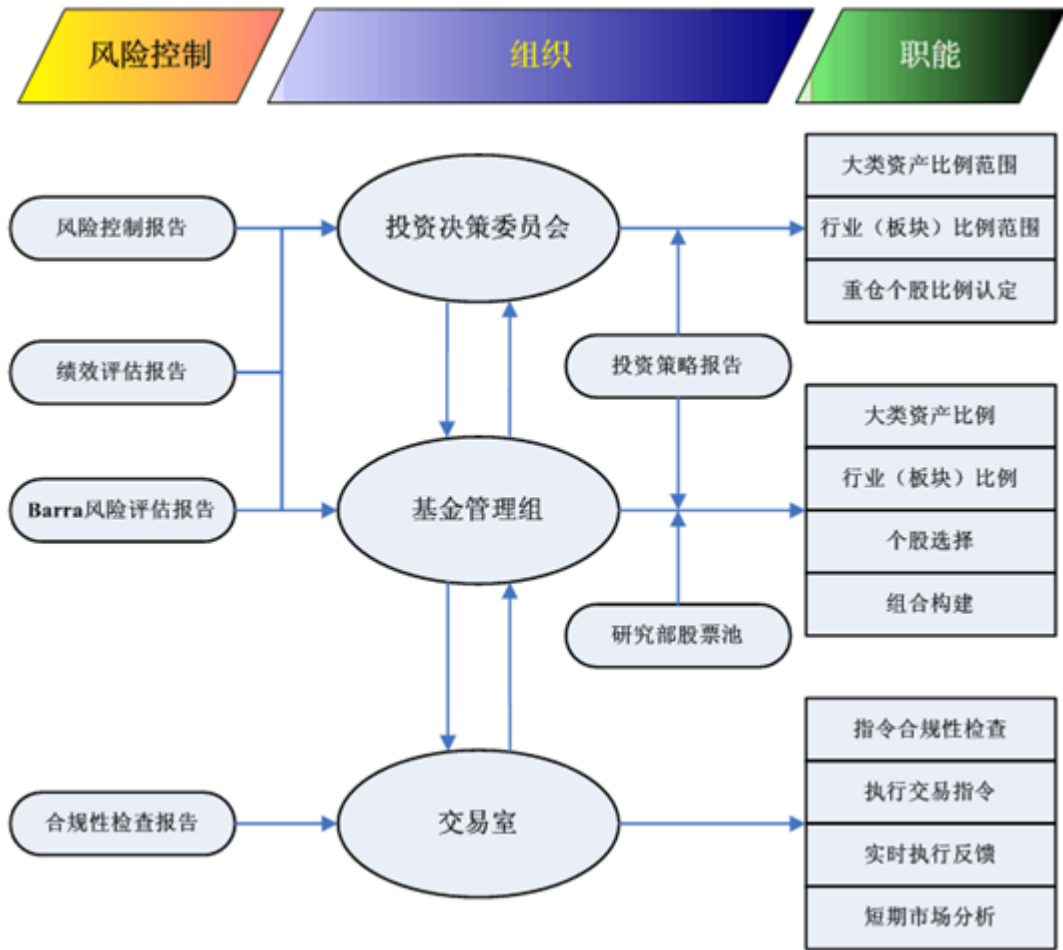 风险控制
组织
职能
大类资产比例范围
风险控制报告
投资决策委员会
行业（板块）比例范围
重仓个股比例认定
绩效评估报告
投资策略报告
大类资产比例
行业（板块）比例
Barra风险评估报告
基金管理组
个股选择
组合构建
研究部股票池
指令合规性检查
执行交易指令
合规性检查报告
交易室
实时执行反馈
短期市场分析